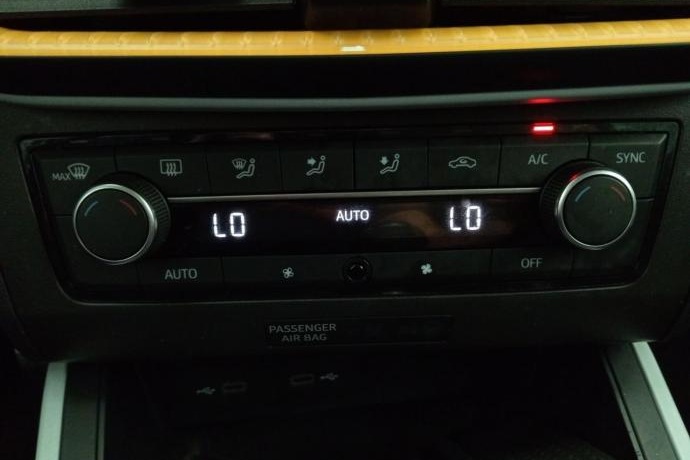 MAX
A/C
SYNC
LO
AUTO
LO
AUTO
OFF
PASSENGER
AIR BAG